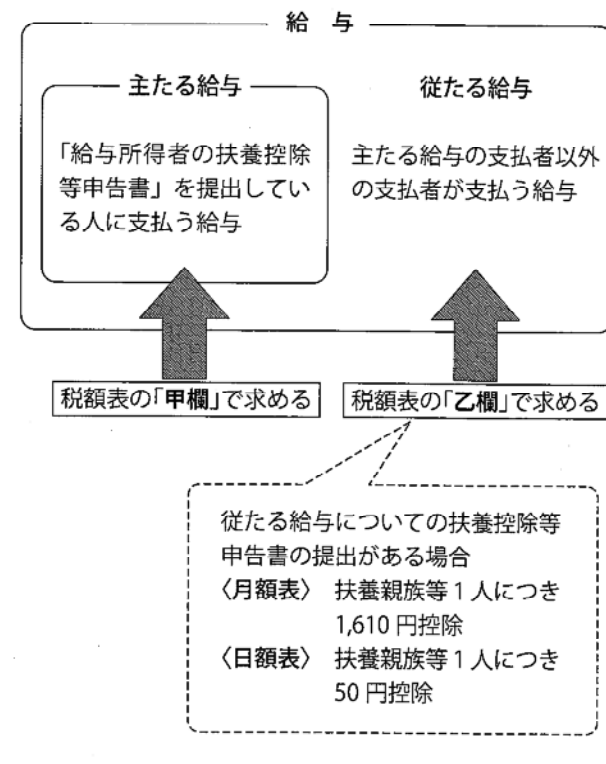 給　与
主たる給与
「給与所得者の扶養控除
等申告書」を提出してい
る人に支払う給与
従たる給与
主たる給与の支払者以外
の支払者が支払う給与
税額表の「甲欄」で求める
税額表の「乙欄」で求める
従たる給与についての扶養控除等
申告書の提出がある場合
〈月額表〉 扶養親族等１人につき
1,610 円控除
〈日額表〉 扶養親族等１人につき
50 円控除